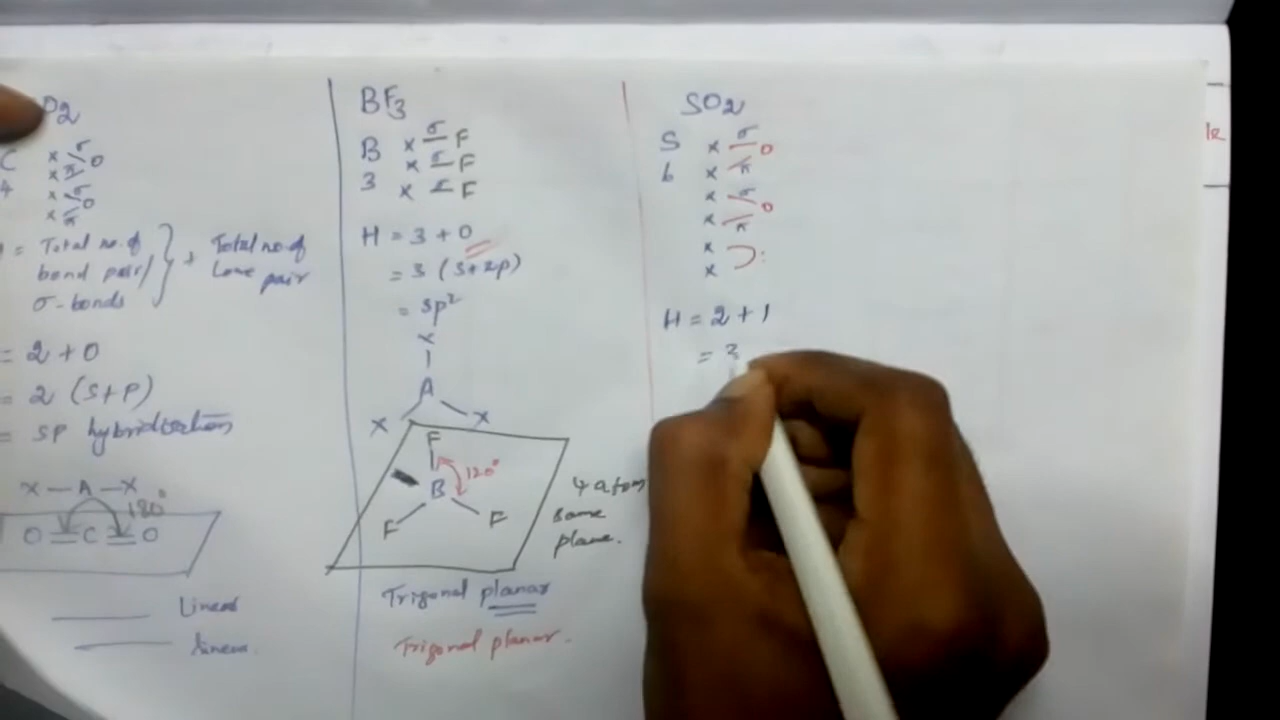 O2
C × σ O
4 × π
× σ O
× π
= Total no. of
bond pair/
σ-bonds
+ Total no of
Lone pair
= 2 + 0
= 2 (S+P)
= SP hybridization
X — A — X
180°
O = C = O
Linear
Linear.
BF3
B × σ F
× σ F
3 × σ F
H = 3 + 0
= 3 (S+2P)
= SP²
X
A
X X
F
120°
B
F F
4 atom
same
plane.
Trigonal planar
Trigonal planar.
SO2
S × σ O
6 × π
× σ O
× π
×
× :
H = 2 + 1
= 3